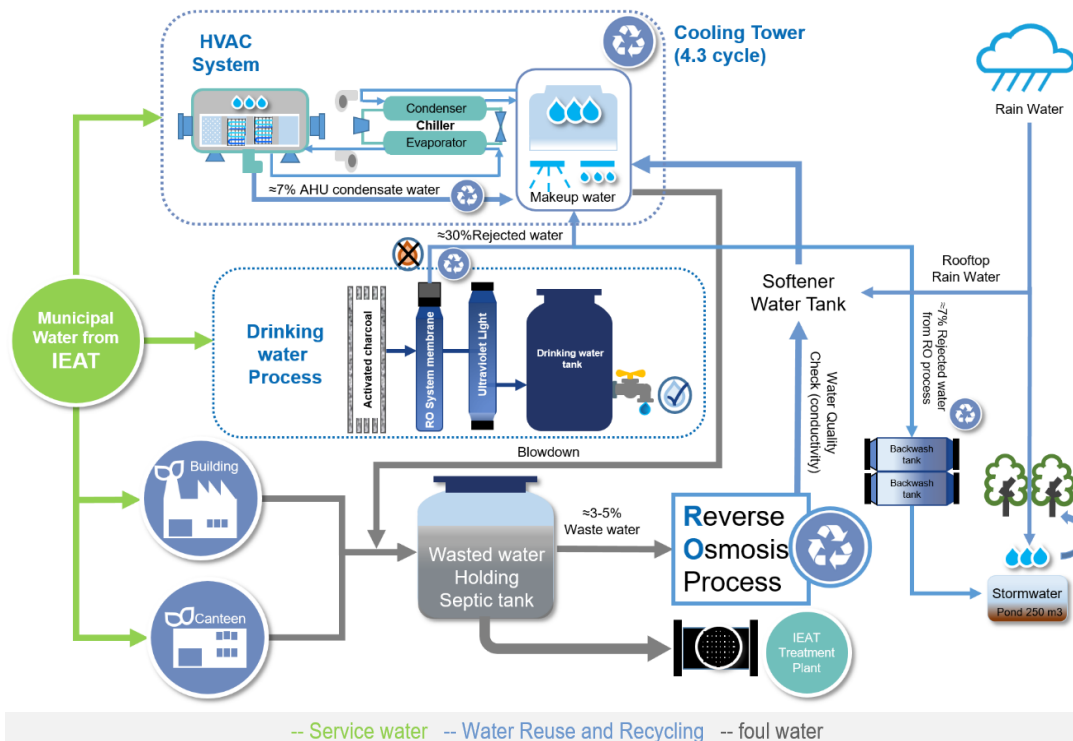 HVAC
System
Cooling Tower
(4.3 cycle)
Condenser
Chiller
Evaporator
Rain Water
≈7% AHU condensate water
Makeup water
≈30%Rejected water
Rooftop
Rain Water
Softener
Water Tank
Municipal
Water from
IEAT
Drinking
water
Process
Activated charcoal
RO System membrane
Ultraviolet Light
Drinking water
tank
≈7% Rejected water
from RO process
Water Quality
Check (conductivity)
Blowdown
Backwash
tank
Backwash
tank
Building
≈3-5%
Waste water
Reverse
Osmosis
Process
Wasted water
Holding
Septic tank
Stormwater
Pond 250 m3
Canteen
IEAT
Treatment
Plant
-- Service water -- Water Reuse and Recycling -- foul water